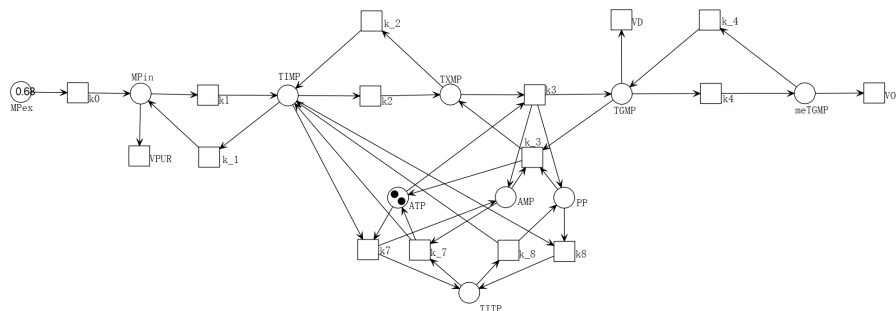 k_2
VD
k_4
MPin
TIMP
TXMP
k3
0.68
MPex
k0
k1
k2
TGMP
k4
meTGMP
VO
VPUR
k_1
k_3
ATP
AMP
PP
k7
k_7
k_8
k8
TITP